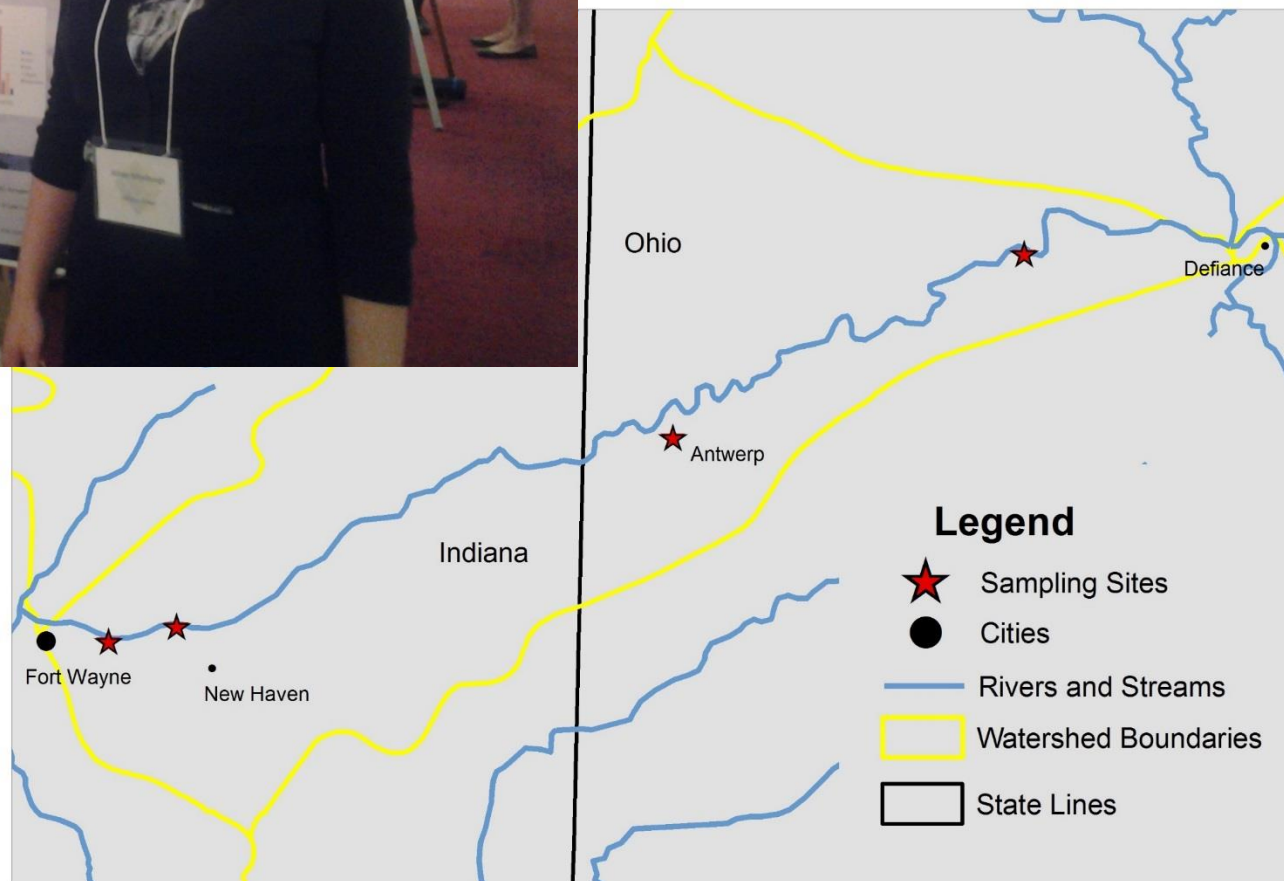 Ohio
Defiance
Antwerp
Indiana
Fort Wayne
New Haven
Legend
Sampling Sites
Cities
Rivers and Streams
Watershed Boundaries
State Lines